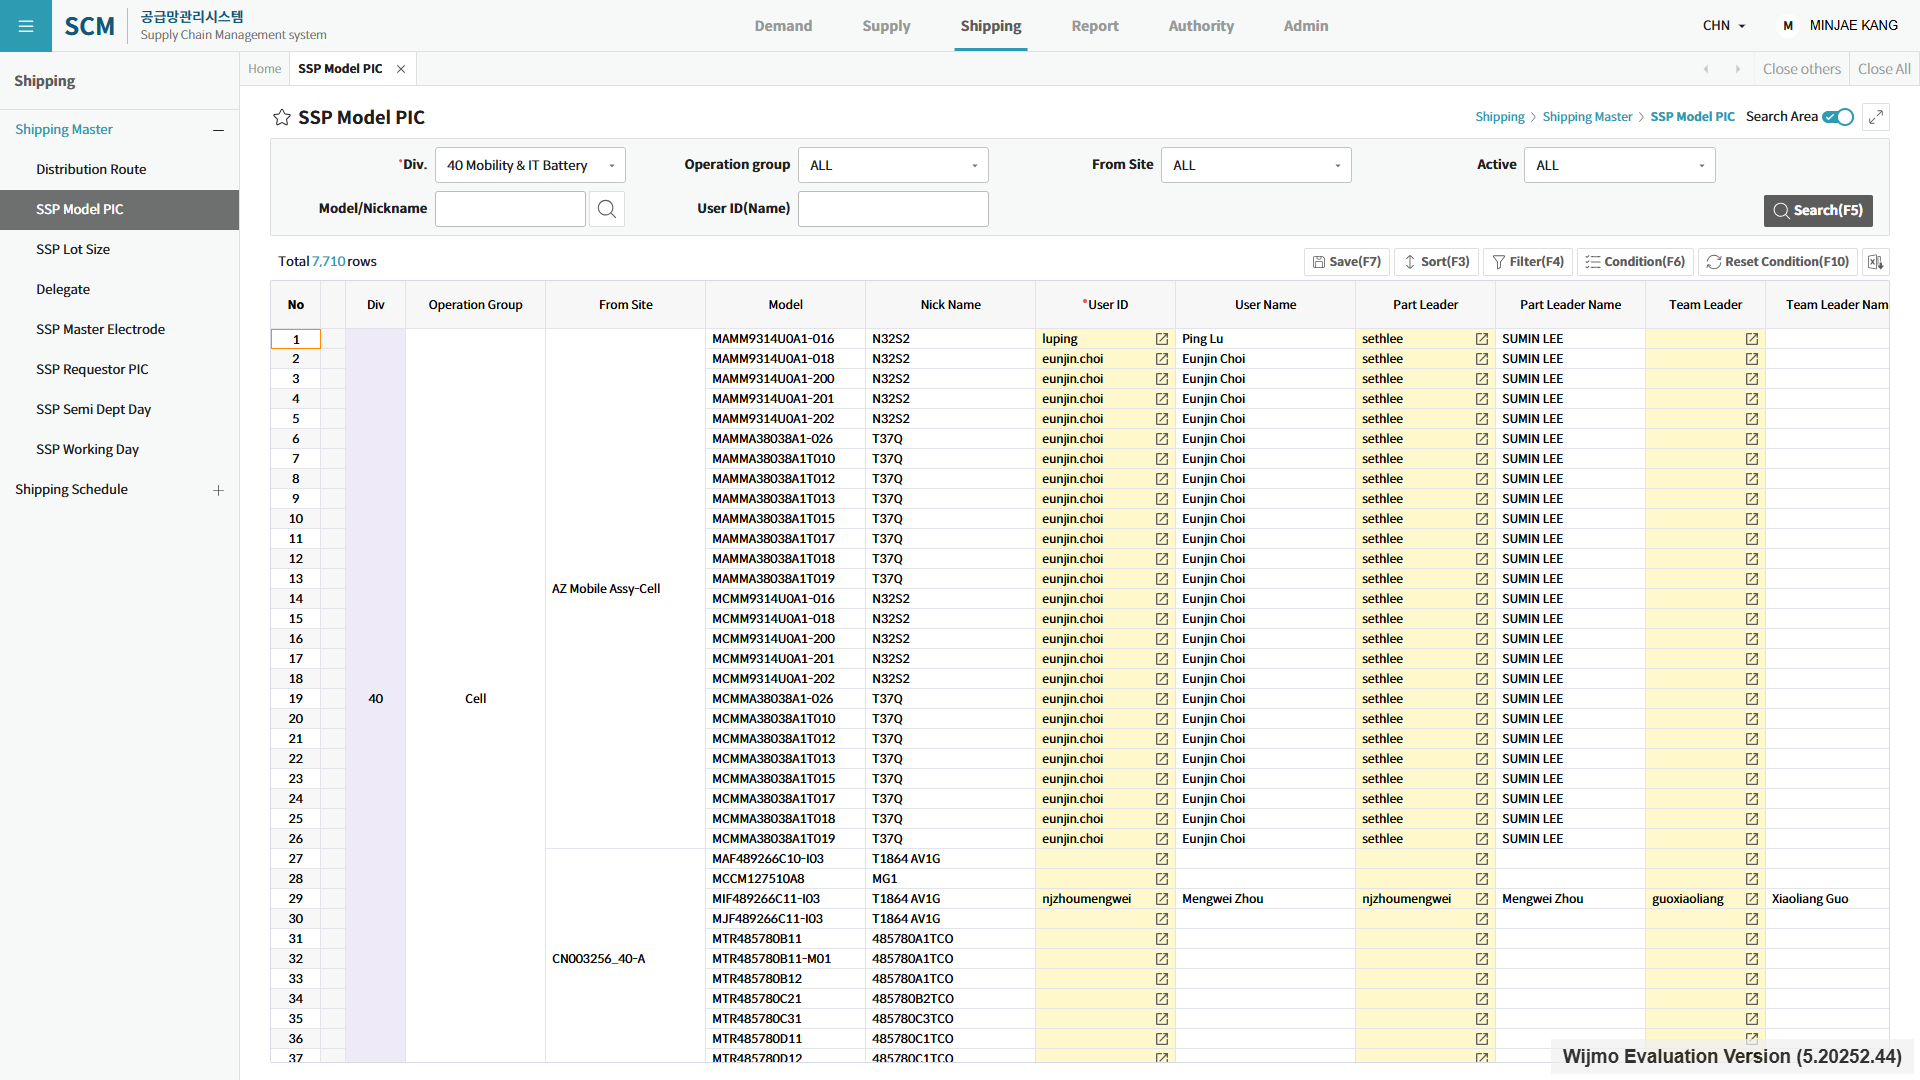 SCM
공급망관리시스템
Supply Chain Management system
Demand
Supply
Shipping
Report
Authority
Admin
CHN
M
MINJAE KANG
Shipping
Home
SSP Model PIC
Close others
Close All
Shipping Master
Distribution Route
SSP Model PIC
SSP Lot Size
Delegate
SSP Master Electrode
SSP Requestor PIC
SSP Semi Dept Day
SSP Working Day
Shipping Schedule
SSP Model PIC
Shipping > Shipping Master > SSP Model PIC
Search Area
*Div. 40 Mobility & IT Battery
Operation group ALL
From Site ALL
Active ALL
Model/Nickname
User ID(Name)
Search(F5)
Total 7,710 rows
Save(F7)
Sort(F3)
Filter(F4)
Condition(F6)
Reset Condition(F10)
No Div Operation Group From Site Model Nick Name *User ID User Name Part Leader Part Leader Name Team Leader Team Leader Nam
40
Cell
AZ Mobile Assy-Cell
1 MAMM9314U0A1-016 N32S2 luping Ping Lu sethlee SUMIN LEE
2 MAMM9314U0A1-018 N32S2 eunjin.choi Eunjin Choi sethlee SUMIN LEE
3 MAMM9314U0A1-200 N32S2 eunjin.choi Eunjin Choi sethlee SUMIN LEE
4 MAMM9314U0A1-201 N32S2 eunjin.choi Eunjin Choi sethlee SUMIN LEE
5 MAMM9314U0A1-202 N32S2 eunjin.choi Eunjin Choi sethlee SUMIN LEE
6 MAMMA38038A1-026 T37Q eunjin.choi Eunjin Choi sethlee SUMIN LEE
7 MAMMA38038A1T010 T37Q eunjin.choi Eunjin Choi sethlee SUMIN LEE
8 MAMMA38038A1T012 T37Q eunjin.choi Eunjin Choi sethlee SUMIN LEE
9 MAMMA38038A1T013 T37Q eunjin.choi Eunjin Choi sethlee SUMIN LEE
10 MAMMA38038A1T015 T37Q eunjin.choi Eunjin Choi sethlee SUMIN LEE
11 MAMMA38038A1T017 T37Q eunjin.choi Eunjin Choi sethlee SUMIN LEE
12 MAMMA38038A1T018 T37Q eunjin.choi Eunjin Choi sethlee SUMIN LEE
13 MAMMA38038A1T019 T37Q eunjin.choi Eunjin Choi sethlee SUMIN LEE
14 MCMM9314U0A1-016 N32S2 eunjin.choi Eunjin Choi sethlee SUMIN LEE
15 MCMM9314U0A1-018 N32S2 eunjin.choi Eunjin Choi sethlee SUMIN LEE
16 MCMM9314U0A1-200 N32S2 eunjin.choi Eunjin Choi sethlee SUMIN LEE
17 MCMM9314U0A1-201 N32S2 eunjin.choi Eunjin Choi sethlee SUMIN LEE
18 MCMM9314U0A1-202 N32S2 eunjin.choi Eunjin Choi sethlee SUMIN LEE
19 MCMMA38038A1-026 T37Q eunjin.choi Eunjin Choi sethlee SUMIN LEE
20 MCMMA38038A1T010 T37Q eunjin.choi Eunjin Choi sethlee SUMIN LEE
21 MCMMA38038A1T012 T37Q eunjin.choi Eunjin Choi sethlee SUMIN LEE
22 MCMMA38038A1T013 T37Q eunjin.choi Eunjin Choi sethlee SUMIN LEE
23 MCMMA38038A1T015 T37Q eunjin.choi Eunjin Choi sethlee SUMIN LEE
24 MCMMA38038A1T017 T37Q eunjin.choi Eunjin Choi sethlee SUMIN LEE
25 MCMMA38038A1T018 T37Q eunjin.choi Eunjin Choi sethlee SUMIN LEE
26 MCMMA38038A1T019 T37Q eunjin.choi Eunjin Choi sethlee SUMIN LEE
CN003256_40-A
27 MAF489266C10-I03 T1864 AV1G
28 MCCM127510A8 MG1
29 MIF489266C11-I03 T1864 AV1G njzhoumengwei Mengwei Zhou njzhoumengwei Mengwei Zhou guoxiaoliang Xiaoliang Guo
30 MJF489266C11-I03 T1864 AV1G
31 MTR485780B11 485780A1TCO
32 MTR485780B11-M01 485780A1TCO
33 MTR485780B12 485780A1TCO
34 MTR485780C21 485780B2TCO
35 MTR485780C31 485780C3TCO
36 MTR485780D11 485780C1TCO
37 MTR485780D12 485780C1TCO
Wijmo Evaluation Version (5.20252.44)